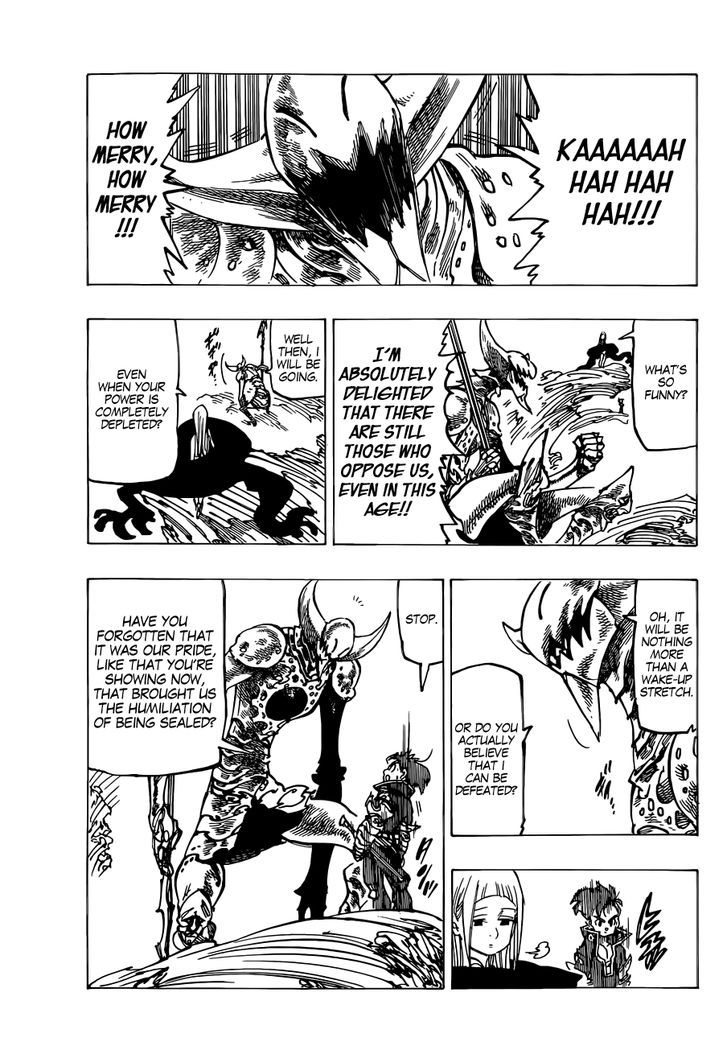 KAAAAAAH
HAH HAH
HAH!!!
HOW
MERRY,
HOW
MERRY
!!!
WHAT'S
SO
FUNNY?
I'M
ABSOLUTELY
DELIGHTED
THAT THERE
ARE STILL
THOSE WHO
OPPOSE US,
EVEN IN THIS
AGE!!
WELL
THEN, I
WILL BE
GOING.
EVEN
WHEN YOUR
POWER IS
COMPLETELY
DEPLETED?
OH, IT
WILL BE
NOTHING
MORE
THAN A
WAKE-UP
STRETCH.
OR DO YOU
ACTUALLY
BELIEVE
THAT I
CAN BE
DEFEATED?
STOP.
HAVE YOU
FORGOTTEN THAT
IT WAS OUR PRIDE,
LIKE THAT YOU'RE
SHOWING NOW,
THAT BROUGHT US
THE HUMILIATION
OF BEING SEALED?